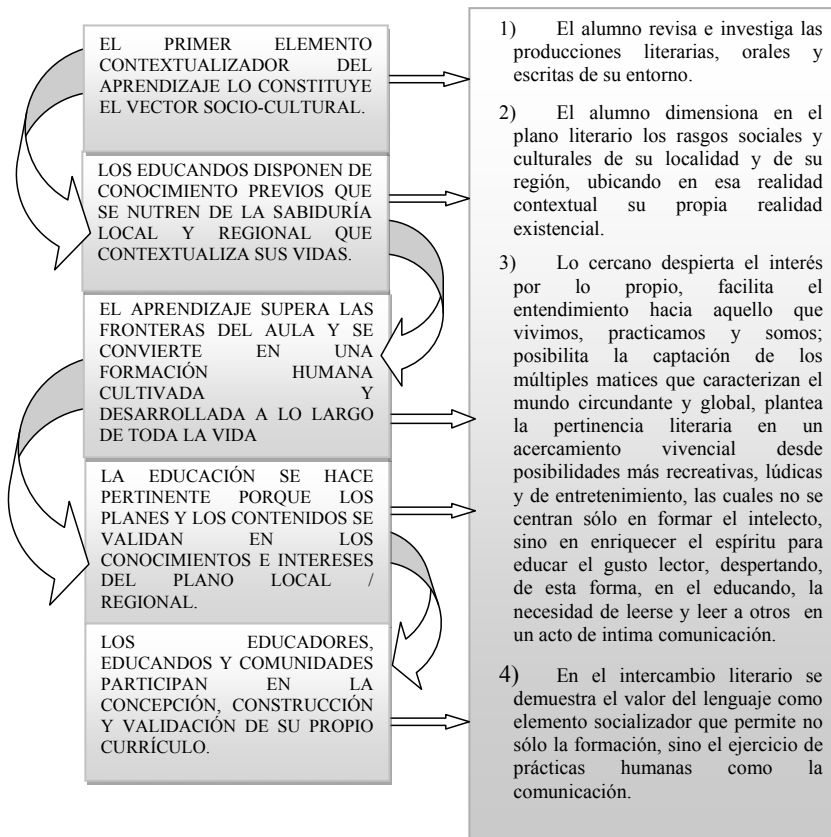 EL PRIMER ELEMENTO
CONTEXTUALIZADOR DEL
APRENDIZAJE LO CONSTITUYE
EL VECTOR SOCIO-CULTURAL.
LOS EDUCANDOS DISPONEN DE
CONOCIMIENTO PREVIOS QUE
SE NUTREN DE LA SABIDURÍA
LOCAL Y REGIONAL QUE
CONTEXTUALIZA SUS VIDAS.
EL APRENDIZAJE SUPERA LAS
FRONTERAS DEL AULA Y SE
CONVIERTE EN UNA
FORMACIÓN HUMANA
CULTIVADA Y
DESARROLLADA A LO LARGO
DE TODA LA VIDA
LA EDUCACIÓN SE HACE
PERTINENTE PORQUE LOS
PLANES Y LOS CONTENIDOS SE
VALIDAN EN LOS
CONOCIMIENTOS E INTERESES
DEL PLANO LOCAL /
REGIONAL.
LOS EDUCADORES,
EDUCANDOS Y COMUNIDADES
PARTICIPAN EN LA
CONCEPCIÓN, CONSTRUCCIÓN
Y VALIDACIÓN DE SU PROPIO
CURRÍCULO.
1) El alumno revisa e investiga las
producciones literarias, orales y
escritas de su entorno.
2) El alumno dimensiona en el
plano literario los rasgos sociales y
culturales de su localidad y de su
región, ubicando en esa realidad
contextual su propia realidad
existencial.
3) Lo cercano despierta el interés
por lo propio, facilita el
entendimiento hacia aquello que
vivimos, practicamos y somos;
posibilita la captación de los
múltiples matices que caracterizan el
mundo circundante y global, plantea
la pertinencia literaria en un
acercamiento vivencial desde
posibilidades más recreativas, lúdicas
y de entretenimiento, las cuales no se
centran sólo en formar el intelecto,
sino en enriquecer el espíritu para
educar el gusto lector, despertando,
de esta forma, en el educando, la
necesidad de leerse y leer a otros en
un acto de intima comunicación.
4) En el intercambio literario se
demuestra el valor del lenguaje como
elemento socializador que permite no
sólo la formación, sino el ejercicio de
prácticas humanas como la
comunicación.